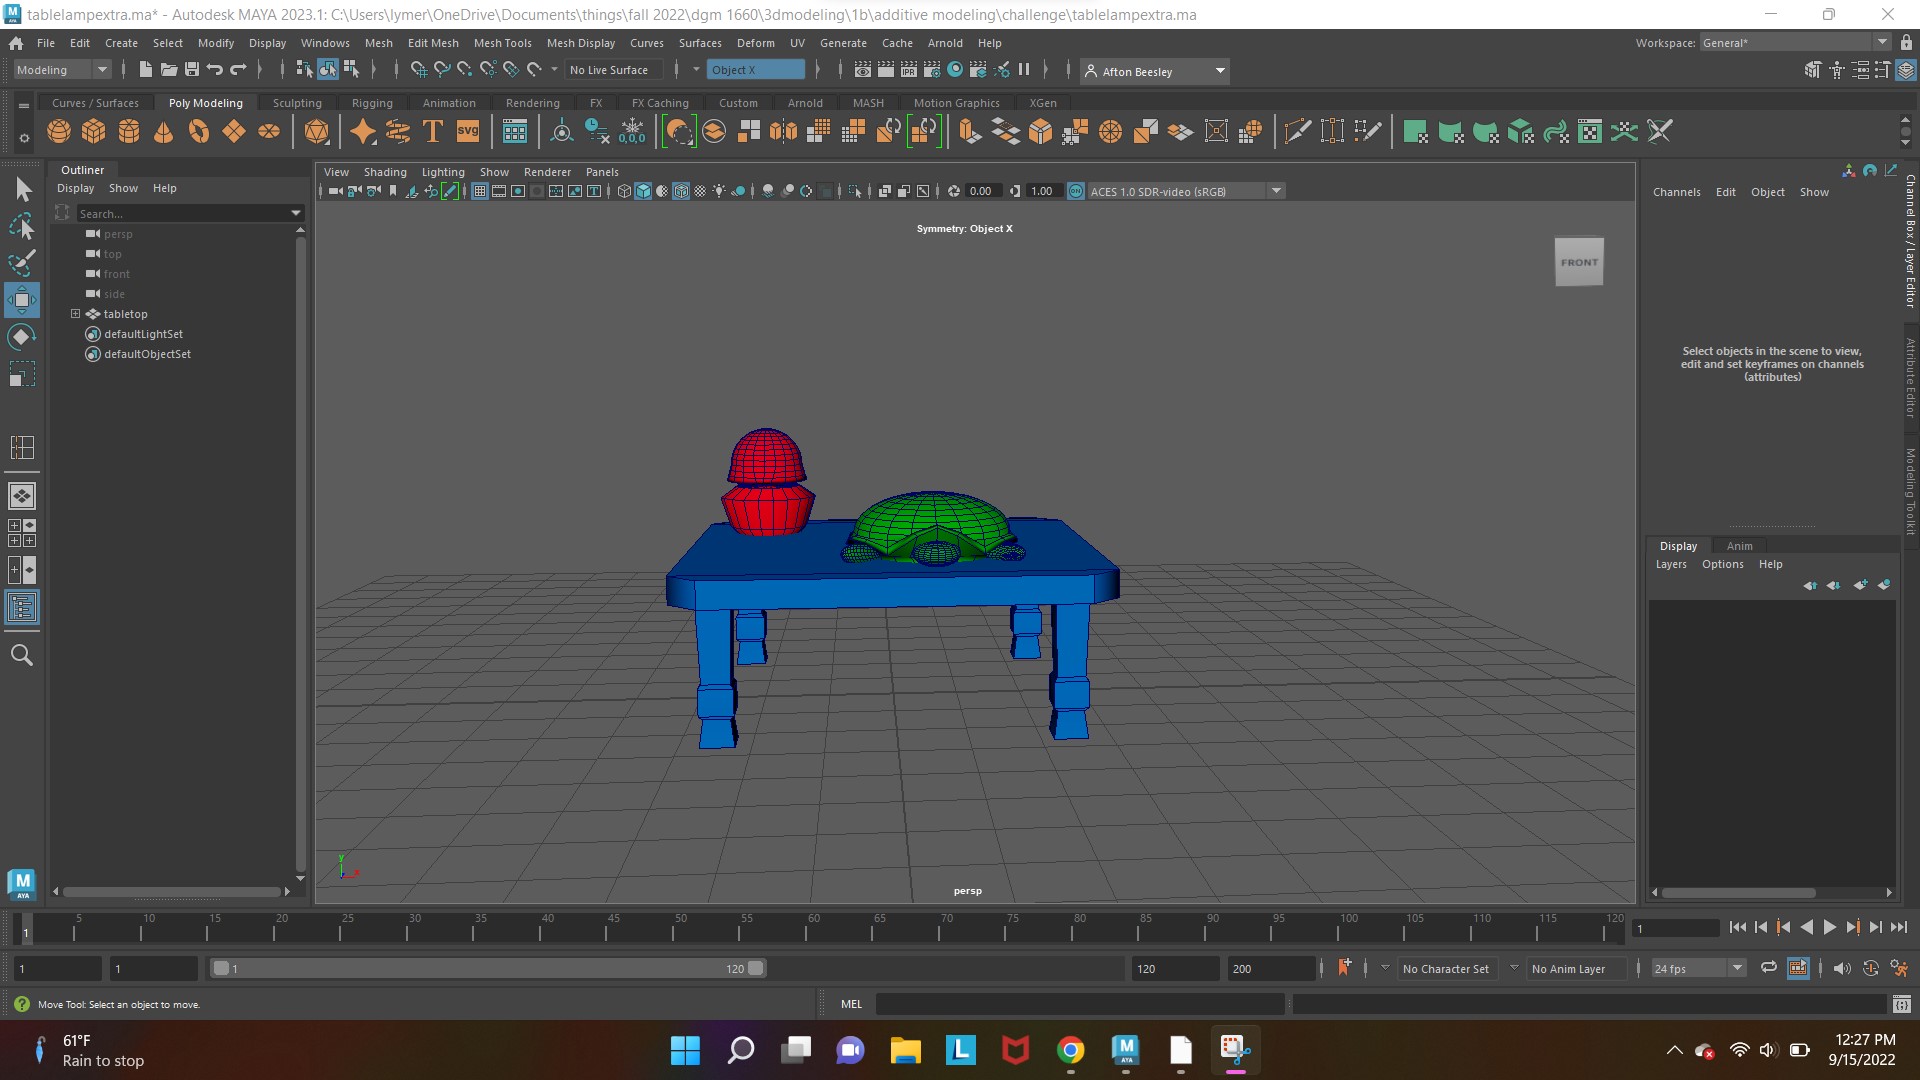 tablelampextra.ma* - Autodesk MAYA 2023.1: C:\Users\lymer\OneDrive\Documents\things\fall 2022\dgm 1660\3dmodeling\1b\additive modeling\challenge\tablelampextra.ma
File Edit Create Select Modify Display Windows Mesh Edit Mesh Mesh Tools Mesh Display Curves Surfaces Deform UV Generate Cache Arnold Help
Workspace: General*
Modeling No Live Surface Object X Afton Beesley
Curves / Surfaces Poly Modeling Sculpting Rigging Animation Rendering FX FX Caching Custom Arnold MASH Motion Graphics XGen
IPR
T SVG 0,0,0
Outliner
Display Show Help
Search...
persp
top
front
side
tabletop
defaultLightSet
defaultObjectSet
View Shading Lighting Show Renderer Panels
0.00 1.00 ACES 1.0 SDR-video (sRGB)
Symmetry: Object X
FRONT
y
x
persp
Channels Edit Object Show
Select objects in the scene to view,
edit and set keyframes on channels
(attributes)
Channel Box / Layer Editor
Attribute Editor
Modeling Toolkit
Display Anim
Layers Options Help
M
AYA
1 5 10 15 20 25 30 35 40 45 50 55 60 65 70 75 80 85 90 95 100 105 110 115 120
1
1 1 1 120 120 200 No Character Set No Anim Layer 24 fps
Move Tool: Select an object to move.
MEL
61°F
Rain to stop
L
M
AYA
12:27 PM
9/15/2022